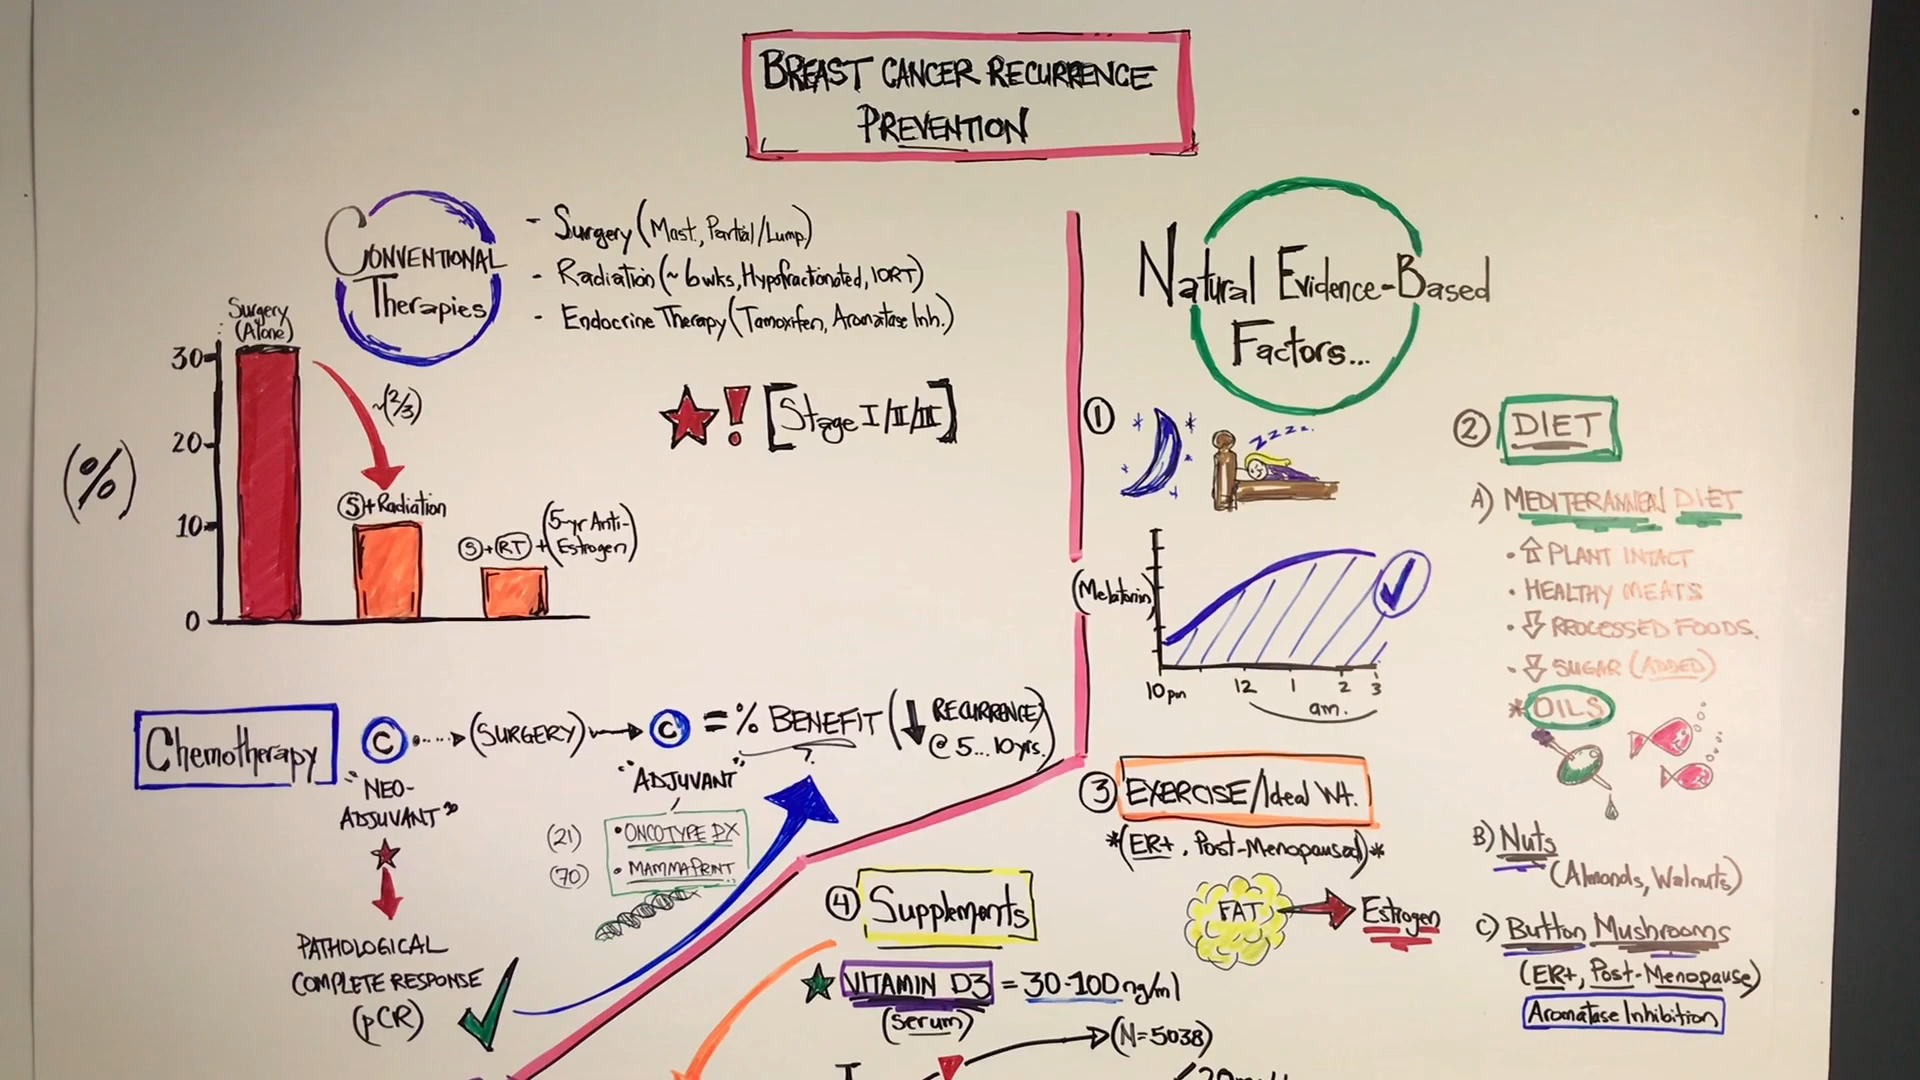 BREAST CANCER RECURRENCE
PREVENTION
CONVENTIONAL
Therapies
- Surgery (Mast., Partial/Lump.)
- Radiation (~ 6wks, Hypofractionated, IORT)
- Endocrine Therapy (Tamoxifen, Aromatase Inh.)
! [Stage I/II/III]
(%)
30
20
10
0
Surgery
(Alone)
~(2/3)
S + Radiation
S + RT + (5-yr Anti-
Estrogen)
Chemotherapy
C ....> (SURGERY) → C = % BENEFIT (↓ RECURRENCE)
@ 5...10yrs.
"NEO-
ADJUVANT"
"ADJUVANT"
?
(21) • ONCOTYPE DX
(70) • MAMMAPRINT
PATHOLOGICAL
COMPLETE RESPONSE
(pCR)
Natural Evidence-Based
Factors...
1
zzzz..
(Melatonin)
10pm 12 1 2 3
am.
2 DIET
A) MEDITERANNEAN DIET
• ⇧ PLANT INTACT
• HEALTHY MEATS
• ⇩ PROCESSED FOODS.
• ⇩ SUGAR (ADDED)
* OILS
B) Nuts
(Almonds, Walnuts)
C) Button Mushrooms
(ER+, Post-Menopause)
Aromatase Inhibition
3 EXERCISE/Ideal Wt.
*(ER+, Post-Menopausal)*
FAT → Estrogen
4 Supplements
VITAMIN D3 = 30-100 ng/ml
(serum)
(N=5038)